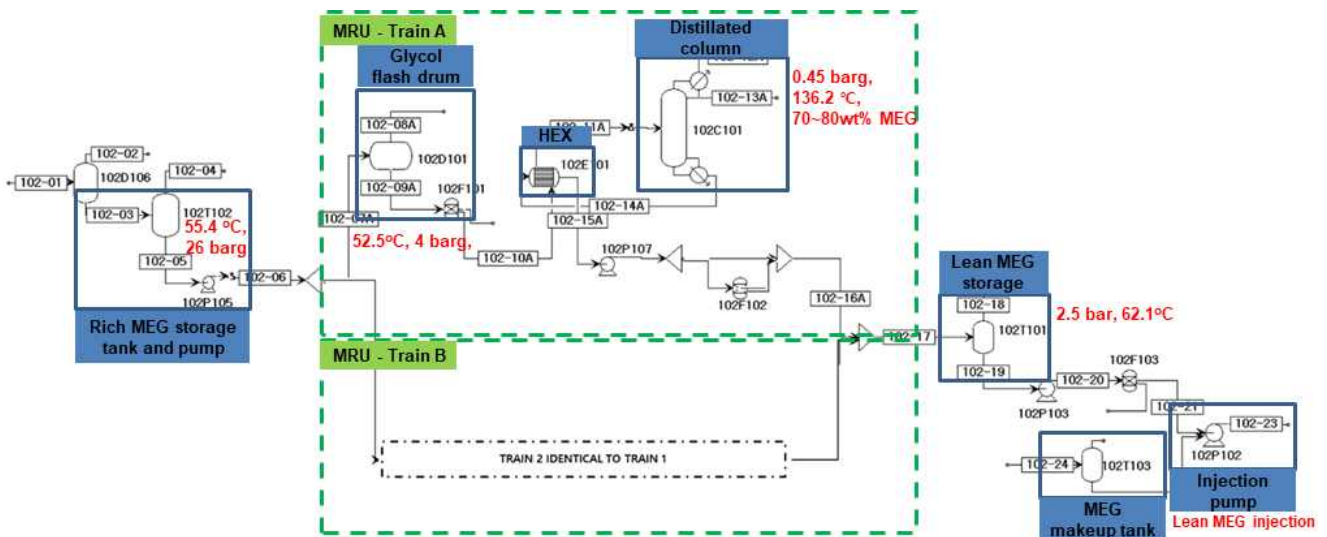 MRU - Train A
Glycol
flash drum
Distillated
column
0.45 barg,
136.2 ℃,
70~80wt% MEG
102-13A
102C101
102-08A
102D101
102-09A
102F101
HEX
102-11A
102E101
102-14A
102-15A
102-10A
52.5℃, 4 barg,
102-07A
102-01
102-02
102D106
102-03
102-04
102T102
55.4 ℃,
26 barg
102-05
102P105
102-06
Rich MEG storage
tank and pump
102P107
102F102
102-16A
MRU - Train B
TRAIN 2 IDENTICAL TO TRAIN 1
102-17
Lean MEG
storage
102-18
102T101
102-19
2.5 bar, 62.1℃
102P103
102-20
102F103
102-21
102-23
102P102
102-24
102T103
MEG
makeup tank
Injection
pump
Lean MEG injection